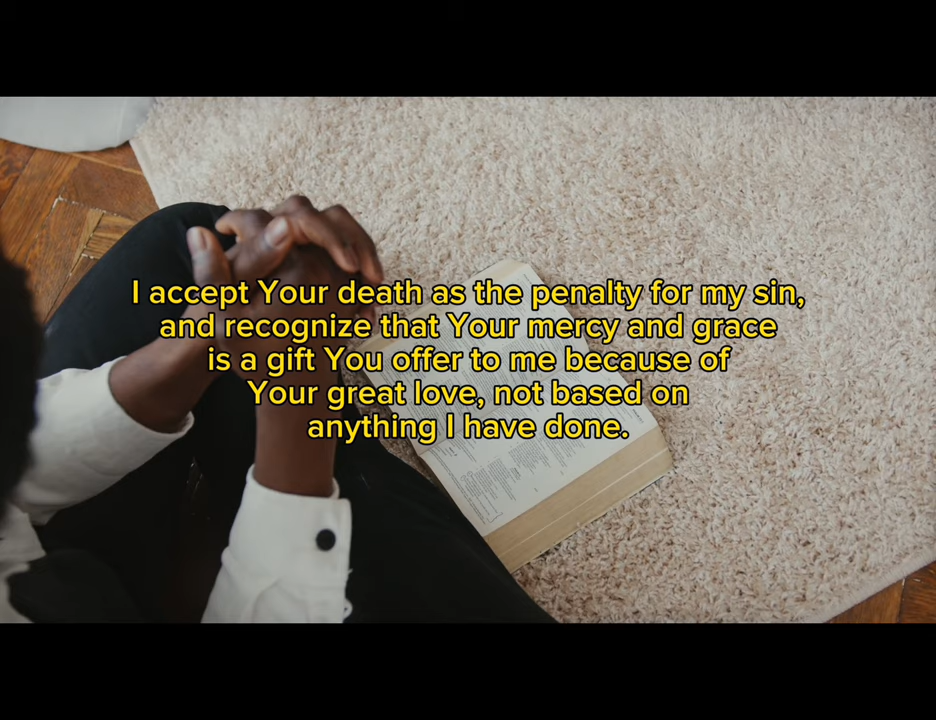 I accept Your death as the penalty for my sin,
and recognize that Your mercy and grace
is a gift You offer to me because of
Your great love, not based on
anything I have done.